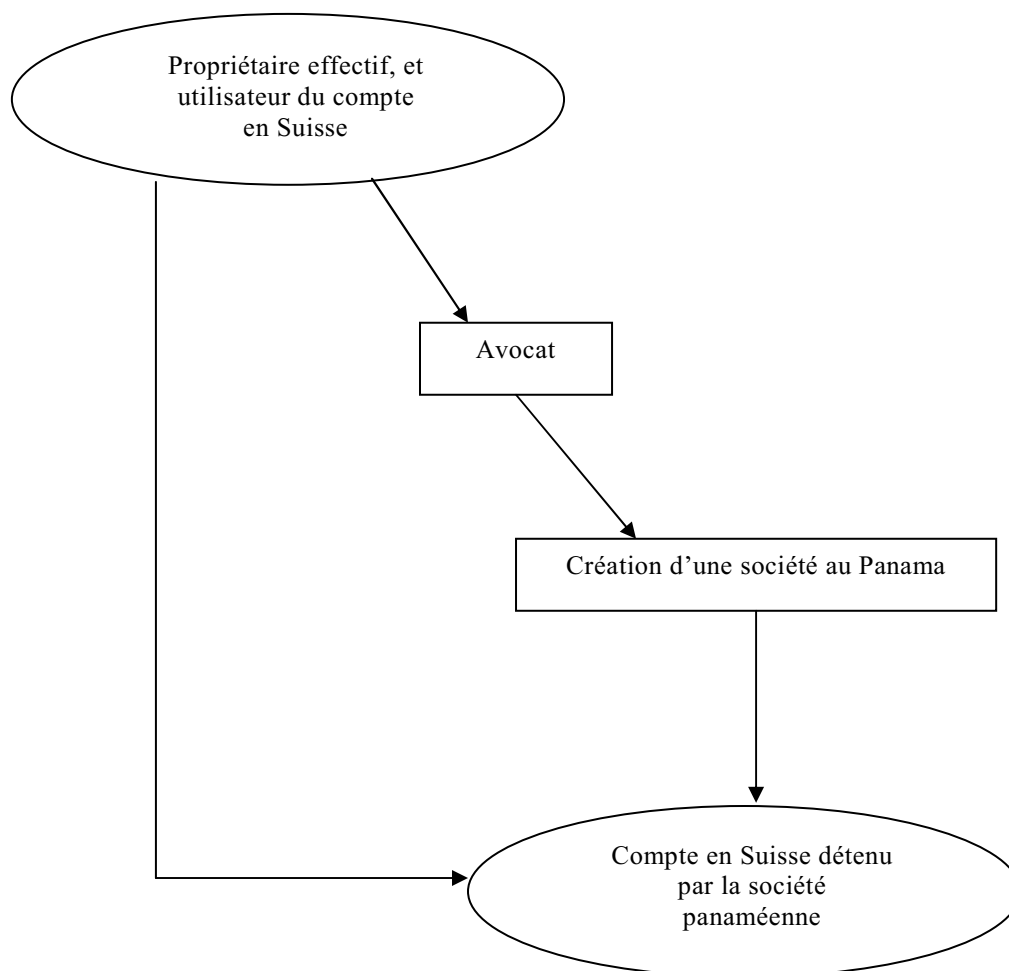 Propriétaire effectif, et
utilisateur du compte
en Suisse
Avocat
Création d’une société au Panama
Compte en Suisse détenu
par la société
panaméenne